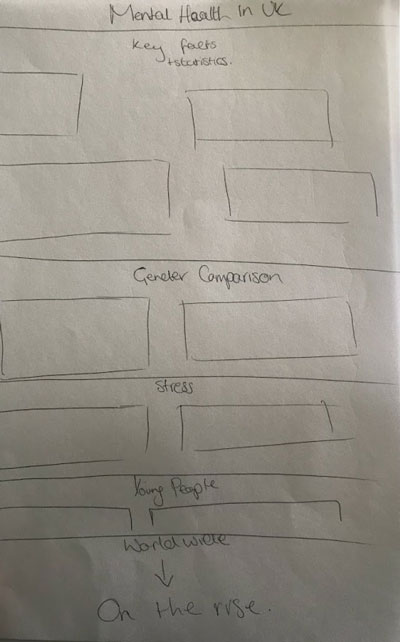 Mental Health in UK
Key facts
+statistics.
Gender Comparison
Stress
Young People
Worldwide
On the rise.